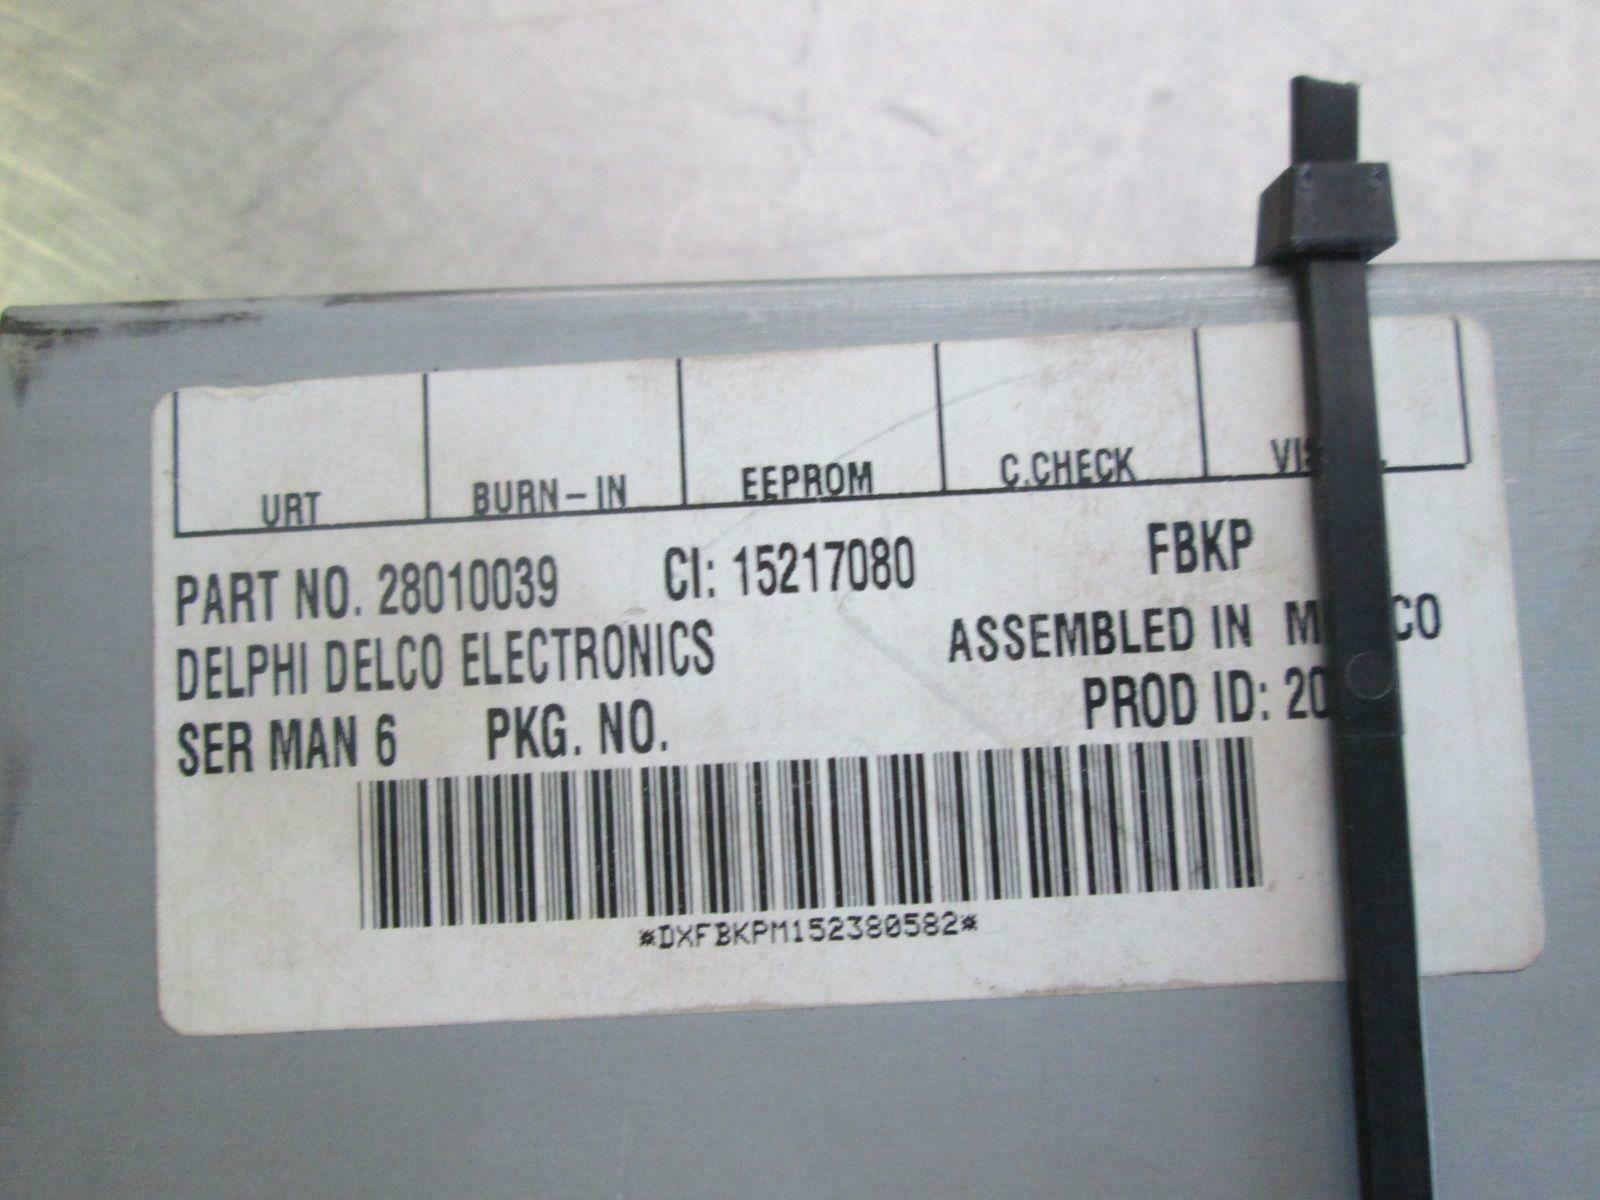 URT BURN-IN EEPROM C.CHECK
PART NO. 28010039 CI: 15217080 FBKP
DELPHI DELCO ELECTRONICS ASSEMBLED IN
SER MAN 6 PKG. NO. PROD ID:
*DXFBKPM152380582*